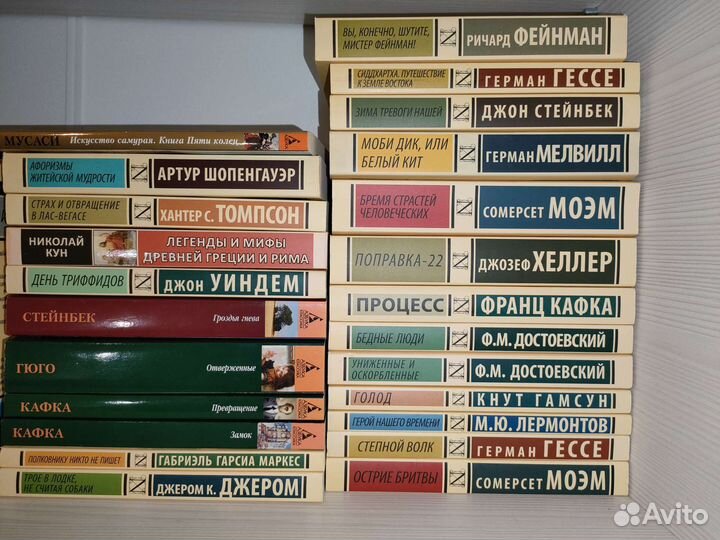 МУСАСИ Искусство самурая. Книга Пяти колец
АФОРИЗМЫ
ЖИТЕЙСКОЙ МУДРОСТИ
АРТУР ШОПЕНГАУЭР
СТРАХ И ОТВРАЩЕНИЕ
В ЛАС-ВЕГАСЕ
ХАНТЕР С. ТОМПСОН
НИКОЛАЙ
КУН
ЛЕГЕНДЫ И МИФЫ
ДРЕВНЕЙ ГРЕЦИИ И РИМА
ДЕНЬ ТРИФФИДОВ
ДЖОН УИНДЕМ
СТЕЙНБЕК Гроздья гнева
ГЮГО Отверженные
КАФКА Превращение
КАФКА Замок
ПОЛКОВНИКУ НИКТО НЕ ПИШЕТ
ГАБРИЭЛЬ ГАРСИА МАРКЕС
ТРОЕ В ЛОДКЕ,
НЕ СЧИТАЯ СОБАКИ
ДЖЕРОМ К. ДЖЕРОМ
ВЫ, КОНЕЧНО, ШУТИТЕ,
МИСТЕР ФЕЙНМАН!
РИЧАРД ФЕЙНМАН
СИДДХАРТХА. ПУТЕШЕСТВИЕ
К ЗЕМЛЕ ВОСТОКА
ГЕРМАН ГЕССЕ
ЗИМА ТРЕВОГИ НАШЕЙ
ДЖОН СТЕЙНБЕК
МОБИ ДИК, ИЛИ
БЕЛЫЙ КИТ
ГЕРМАН МЕЛВИЛЛ
БРЕМЯ СТРАСТЕЙ
ЧЕЛОВЕЧЕСКИХ
СОМЕРСЕТ МОЭМ
ПОПРАВКА-22
ДЖОЗЕФ ХЕЛЛЕР
ПРОЦЕСС
ФРАНЦ КАФКА
БЕДНЫЕ ЛЮДИ
Ф.М. ДОСТОЕВСКИЙ
УНИЖЕННЫЕ И
ОСКОРБЛЕННЫЕ
Ф.М. ДОСТОЕВСКИЙ
ГОЛОД
КНУТ ГАМСУН
ГЕРОЙ НАШЕГО ВРЕМЕНИ
М.Ю. ЛЕРМОНТОВ
СТЕПНОЙ ВОЛК
ГЕРМАН ГЕССЕ
ОСТРИЕ БРИТВЫ
СОМЕРСЕТ МОЭМ
Avito